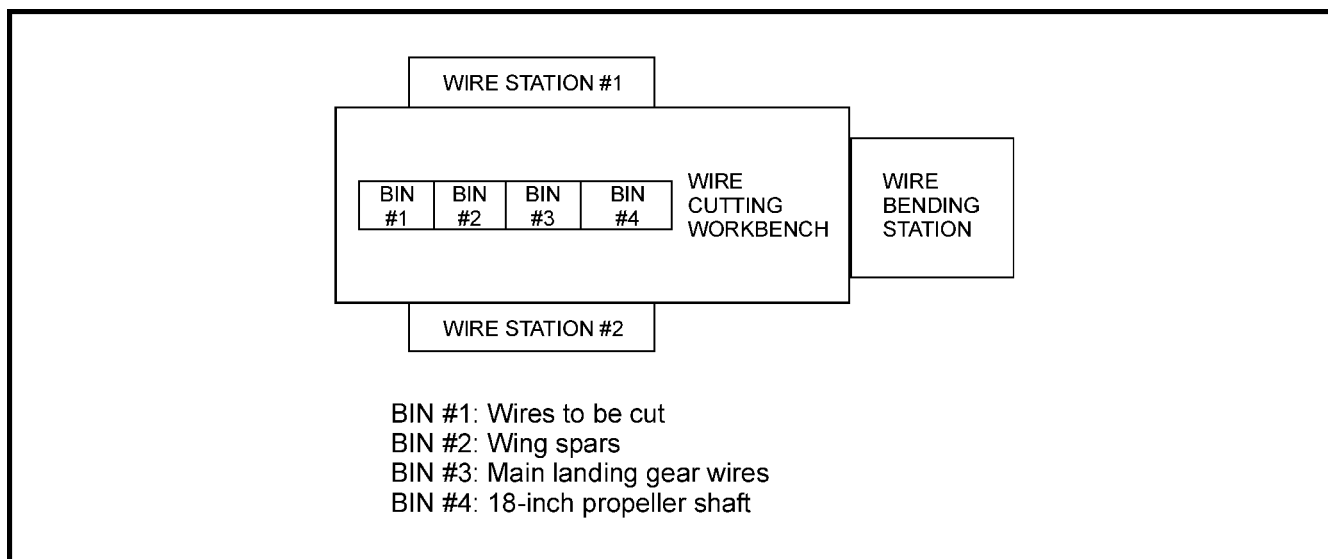 WIRE STATION #1
BIN
#1
BIN
#2
BIN
#3
BIN
#4
WIRE
CUTTING
WORKBENCH
WIRE
BENDING
STATION
WIRE STATION #2
BIN #1: Wires to be cut
BIN #2: Wing spars
BIN #3: Main landing gear wires
BIN #4: 18-inch propeller shaft